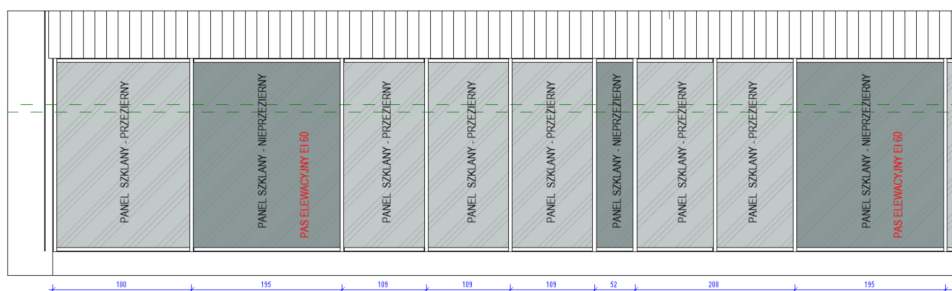 PANEL SZKLANY - PRZEZIERNY
PANEL SZKLANY - NIEPRZEZIERNY
PAS ELEWACYJNY EI 60
PANEL SZKLANY - PRZEZIERNY
PANEL SZKLANY - PRZEZIERNY
PANEL SZKLANY - PRZEZIERNY
PANEL SZKLANY - NIEPRZEZIERNY
PANEL SZKLANY - PRZEZIERNY
PANEL SZKLANY - PRZEZIERNY
PANEL SZKLANY - NIEPRZEZIERNY
PAS ELEWACYJNY EI 60
180 195 109 109 109 52 208 195